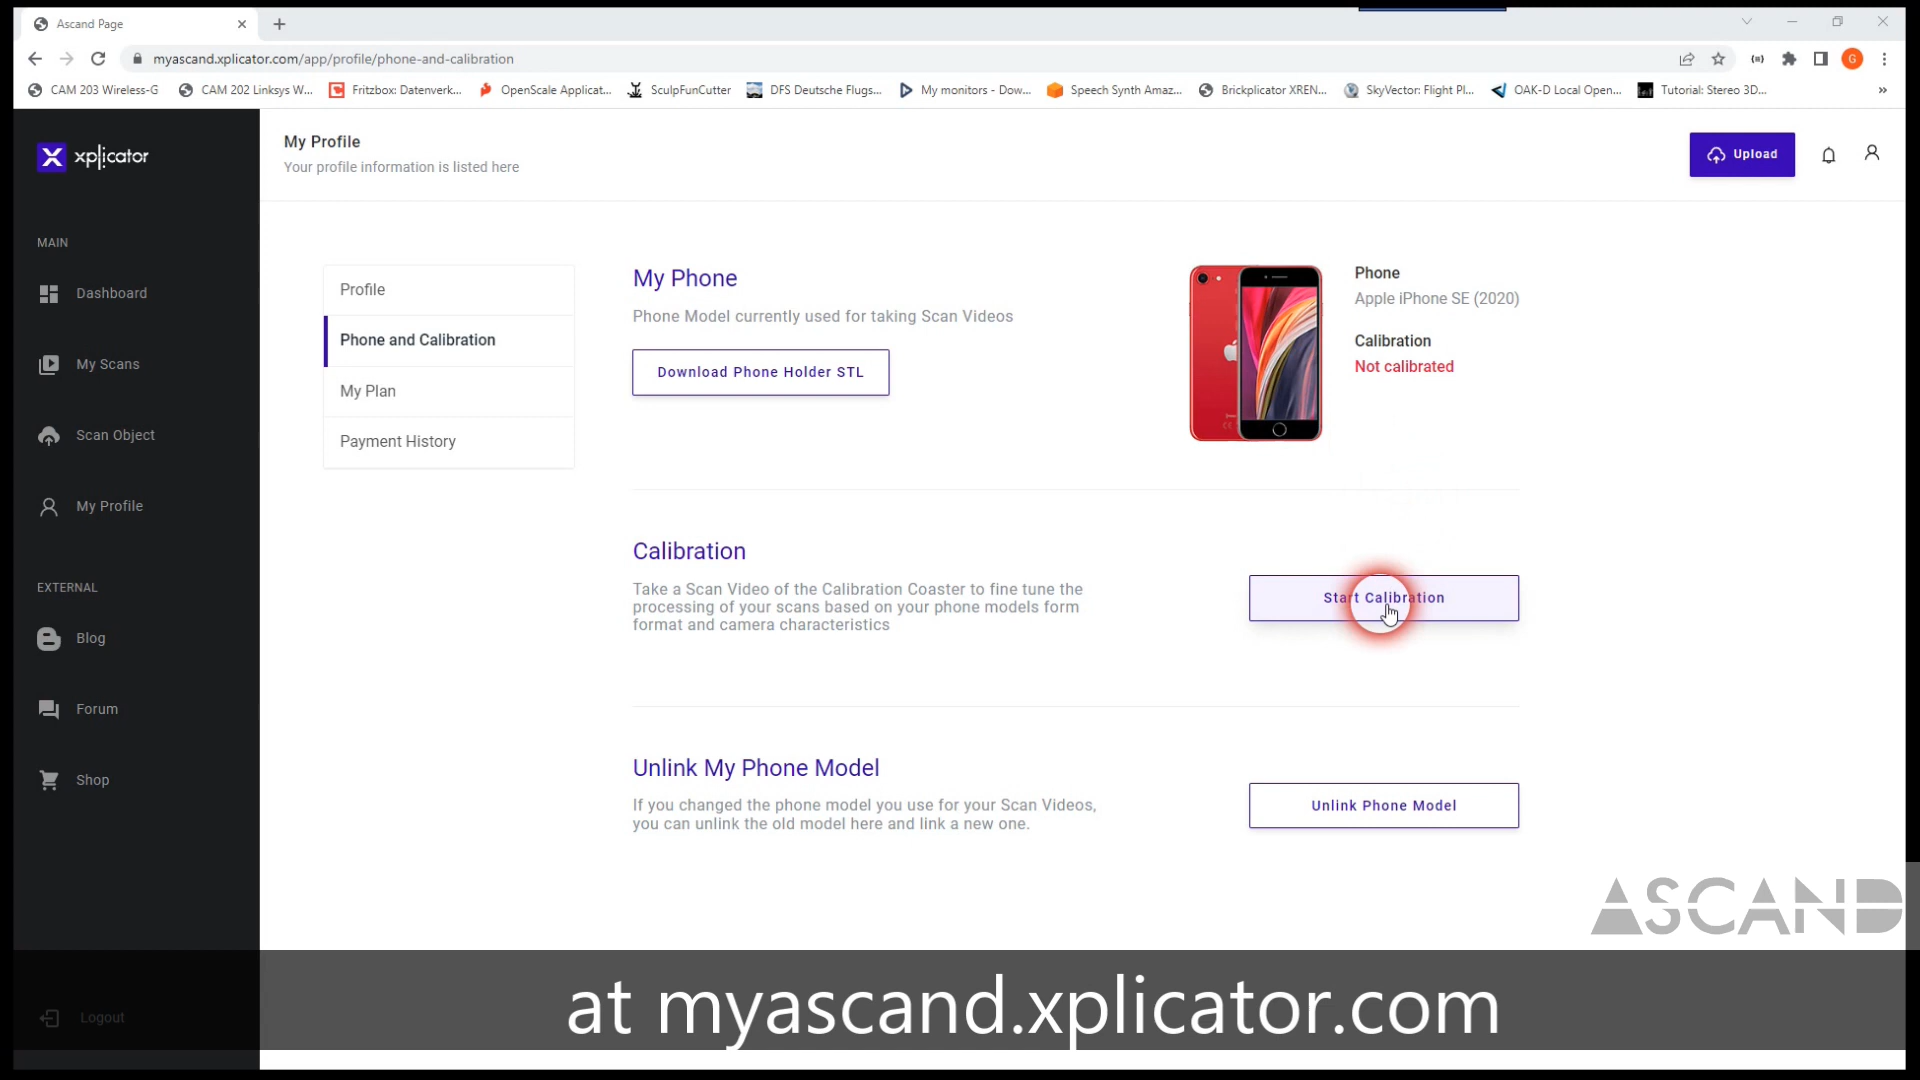 Ascand Page
myascand.xplicator.com/app/profile/phone-and-calibration
G
CAM 203 Wireless-G
CAM 202 Linksys W...
Fritzbox: Datenverk...
OpenScale Applicat...
SculpFunCutter
DFS Deutsche Flugs...
My monitors - Dow...
Speech Synth Amaz...
Brickplicator XREN...
SkyVector: Flight Pl...
OAK-D Local Open...
Tutorial: Stereo 3D...
»
X xplicator
My Profile
Your profile information is listed here
Upload
MAIN
Dashboard
My Scans
Scan Object
My Profile
EXTERNAL
Blog
Forum
Shop
Logout
Profile
Phone and Calibration
My Plan
Payment History
My Phone
Phone Model currently used for taking Scan Videos
Download Phone Holder STL
Phone
Apple iPhone SE (2020)
Calibration
Not calibrated
Calibration
Take a Scan Video of the Calibration Coaster to fine tune the
processing of your scans based on your phone models form
format and camera characteristics
Start Calibration
Unlink My Phone Model
If you changed the phone model you use for your Scan Videos,
you can unlink the old model here and link a new one.
Unlink Phone Model
ASCAND
at myascand.xplicator.com